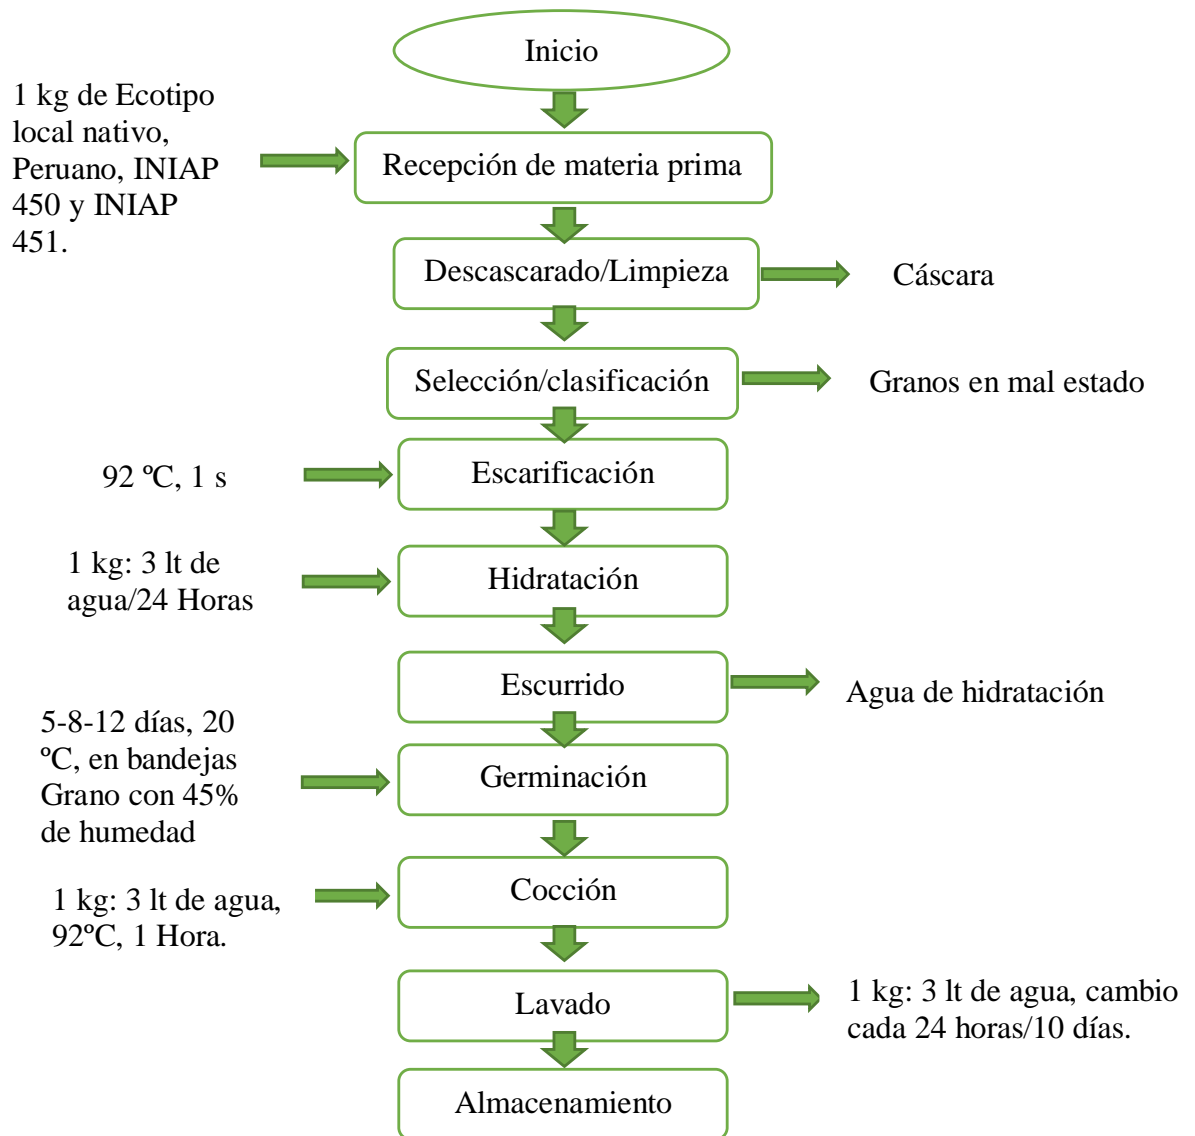 Inicio
1 kg de Ecotipo
local nativo,
Peruano, INIAP
450 y INIAP
451.
Recepción de materia prima
Descascarado/Limpieza
Cáscara
Selección/clasificación
Granos en mal estado
92 ºC, 1 s
Escarificación
1 kg: 3 lt de
agua/24 Horas
Hidratación
Escurrido
Agua de hidratación
5-8-12 días, 20
ºC, en bandejas
Grano con 45%
de humedad
Germinación
1 kg: 3 lt de agua,
92ºC, 1 Hora.
Cocción
Lavado
1 kg: 3 lt de agua, cambio
cada 24 horas/10 días.
Almacenamiento